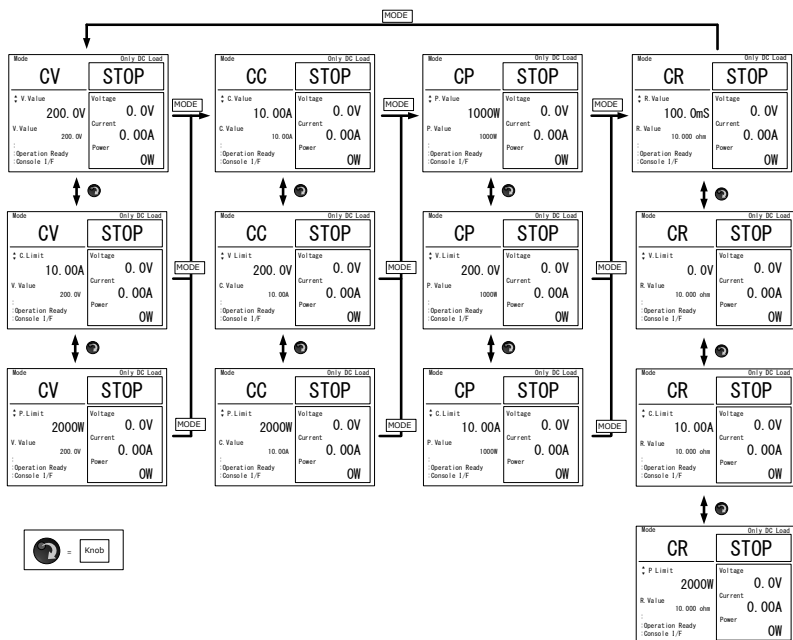 MODE
Mode Only DC Load
CV STOP
V.Value
200.0V
V.Value
200.0V
:
:Operation Ready
:Console I/F
Voltage
0.0V
Current
0.00A
Power
0W
MODE
Mode Only DC Load
CC STOP
C.Value
10.00A
C.Value
10.00A
:
:Operation Ready
:Console I/F
Voltage
0.0V
Current
0.00A
Power
0W
MODE
Mode Only DC Load
CP STOP
P.Value
1000W
P.Value
1000W
:
:Operation Ready
:Console I/F
Voltage
0.0V
Current
0.00A
Power
0W
MODE
Mode Only DC Load
CR STOP
R.Value
100.0mS
R.Value
10.000 ohm
:
:Operation Ready
:Console I/F
Voltage
0.0V
Current
0.00A
Power
0W
Mode Only DC Load
CV STOP
C.Limit
10.00A
V.Value
200.0V
:
:Operation Ready
:Console I/F
Voltage
0.0V
Current
0.00A
Power
0W
MODE
Mode Only DC Load
CC STOP
V Limit
200.0V
C.Value
10.00A
:
:Operation Ready
:Console I/F
Voltage
0.0V
Current
0.00A
Power
0W
MODE
Mode Only DC Load
CP STOP
V.Limit
200.0V
P.Value
1000W
:
:Operation Ready
:Console I/F
Voltage
0.0V
Current
0.00A
Power
0W
MODE
Mode Only DC Load
CR STOP
V.Limit
0.0V
R.Value
10.000 ohm
:
:Operation Ready
:Console I/F
Voltage
0.0V
Current
0.00A
Power
0W
Mode Only DC Load
CV STOP
P.Limit
2000W
V.Value
200.0V
:
:Operation Ready
:Console I/F
Voltage
0.0V
Current
0.00A
Power
0W
MODE
Mode Only DC Load
CC STOP
P.Limit
2000W
C.Value
10.00A
:
:Operation Ready
:Console I/F
Voltage
0.0V
Current
0.00A
Power
0W
MODE
Mode Only DC Load
CP STOP
C.Limit
10.00A
P.Value
1000W
:
:Operation Ready
:Console I/F
Voltage
0.0V
Current
0.00A
Power
0W
MODE
Mode Only DC Load
CR STOP
C.Limit
10.00A
R.Value
10.000 ohm
:
:Operation Ready
:Console I/F
Voltage
0.0V
Current
0.00A
Power
0W
= Knob
Mode Only DC Load
CR STOP
P Limit
2000W
R.Value
10.000 ohm
:
:Operation Ready
:Console I/F
Voltage
0.0V
Current
0.00A
Power
0W